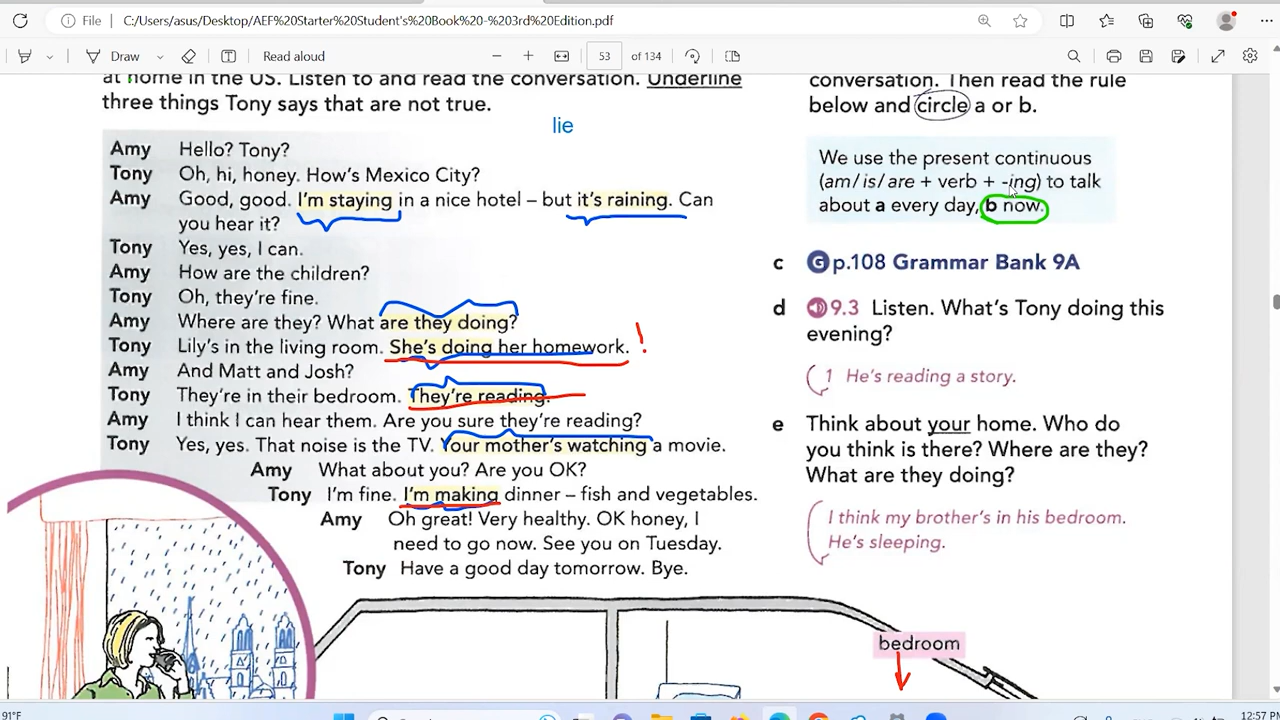 File
C:/Users/asus/Desktop/AEF%20Starter%20Student's%20Book%20-%203rd%20Edition.pdf
Draw
Read aloud
53 of 134
at home in the US. Listen to and read the conversation. Underline
three things Tony says that are not true.
lie
Amy Hello? Tony?
Tony Oh, hi, honey. How's Mexico City?
Amy Good, good. I'm staying in a nice hotel – but it's raining. Can
you hear it?
Tony Yes, yes, I can.
Amy How are the children?
Tony Oh, they're fine.
Amy Where are they? What are they doing?
Tony Lily's in the living room. She's doing her homework. !
Amy And Matt and Josh?
Tony They're in their bedroom. They're reading.
Amy I think I can hear them. Are you sure they're reading?
Tony Yes, yes. That noise is the TV. Your mother's watching a movie.
Amy What about you? Are you OK?
Tony I'm fine. I'm making dinner – fish and vegetables.
Amy Oh great! Very healthy. OK honey, I
need to go now. See you on Tuesday.
Tony Have a good day tomorrow. Bye.
conversation. Then read the rule
below and circle a or b.
We use the present continuous
(am / is / are + verb + -ing) to talk
about a every day, b now.
c G p.108 Grammar Bank 9A
d 9.3 Listen. What's Tony doing this
evening?
1 He's reading a story.
e Think about your home. Who do
you think is there? Where are they?
What are they doing?
I think my brother's in his bedroom.
He's sleeping.
bedroom
91°F
12:57 PM